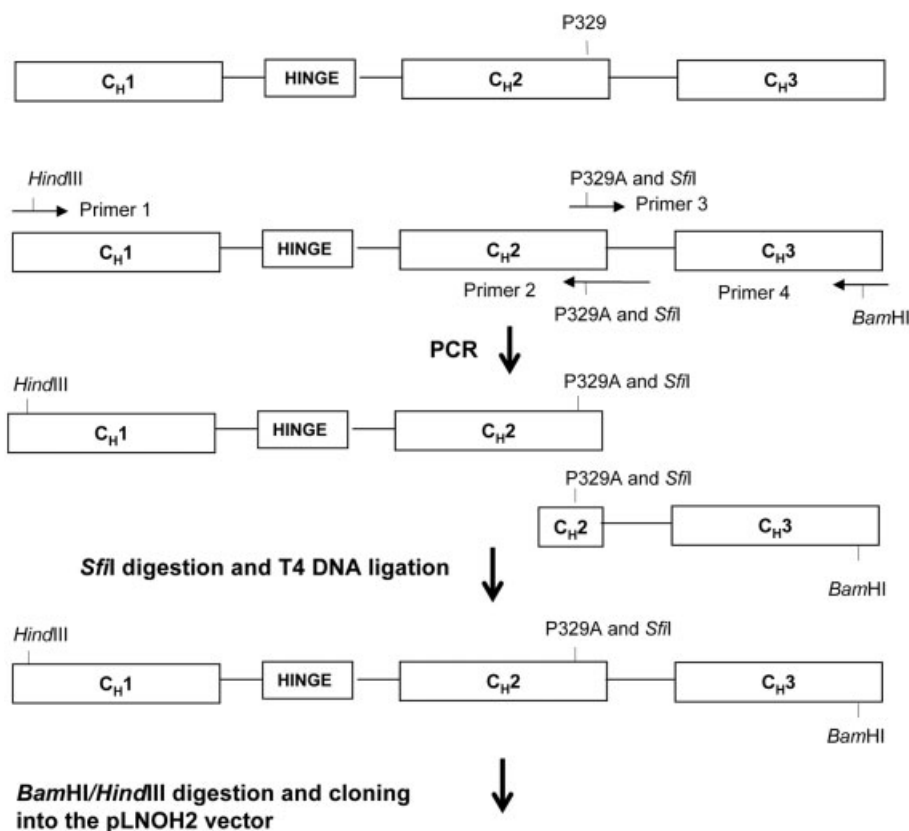 P329
CH1 HINGE CH2 CH3
HindIII P329A and SfiI
Primer 1 Primer 3
CH1 HINGE CH2 CH3
Primer 2 Primer 4
P329A and SfiI BamHI
PCR
HindIII P329A and SfiI
CH1 HINGE CH2
P329A and SfiI
CH2 CH3
SfiI digestion and T4 DNA ligation
BamHI
HindIII P329A and SfiI
CH1 HINGE CH2 CH3
BamHI
BamHI/HindIII digestion and cloning
into the pLNOH2 vector